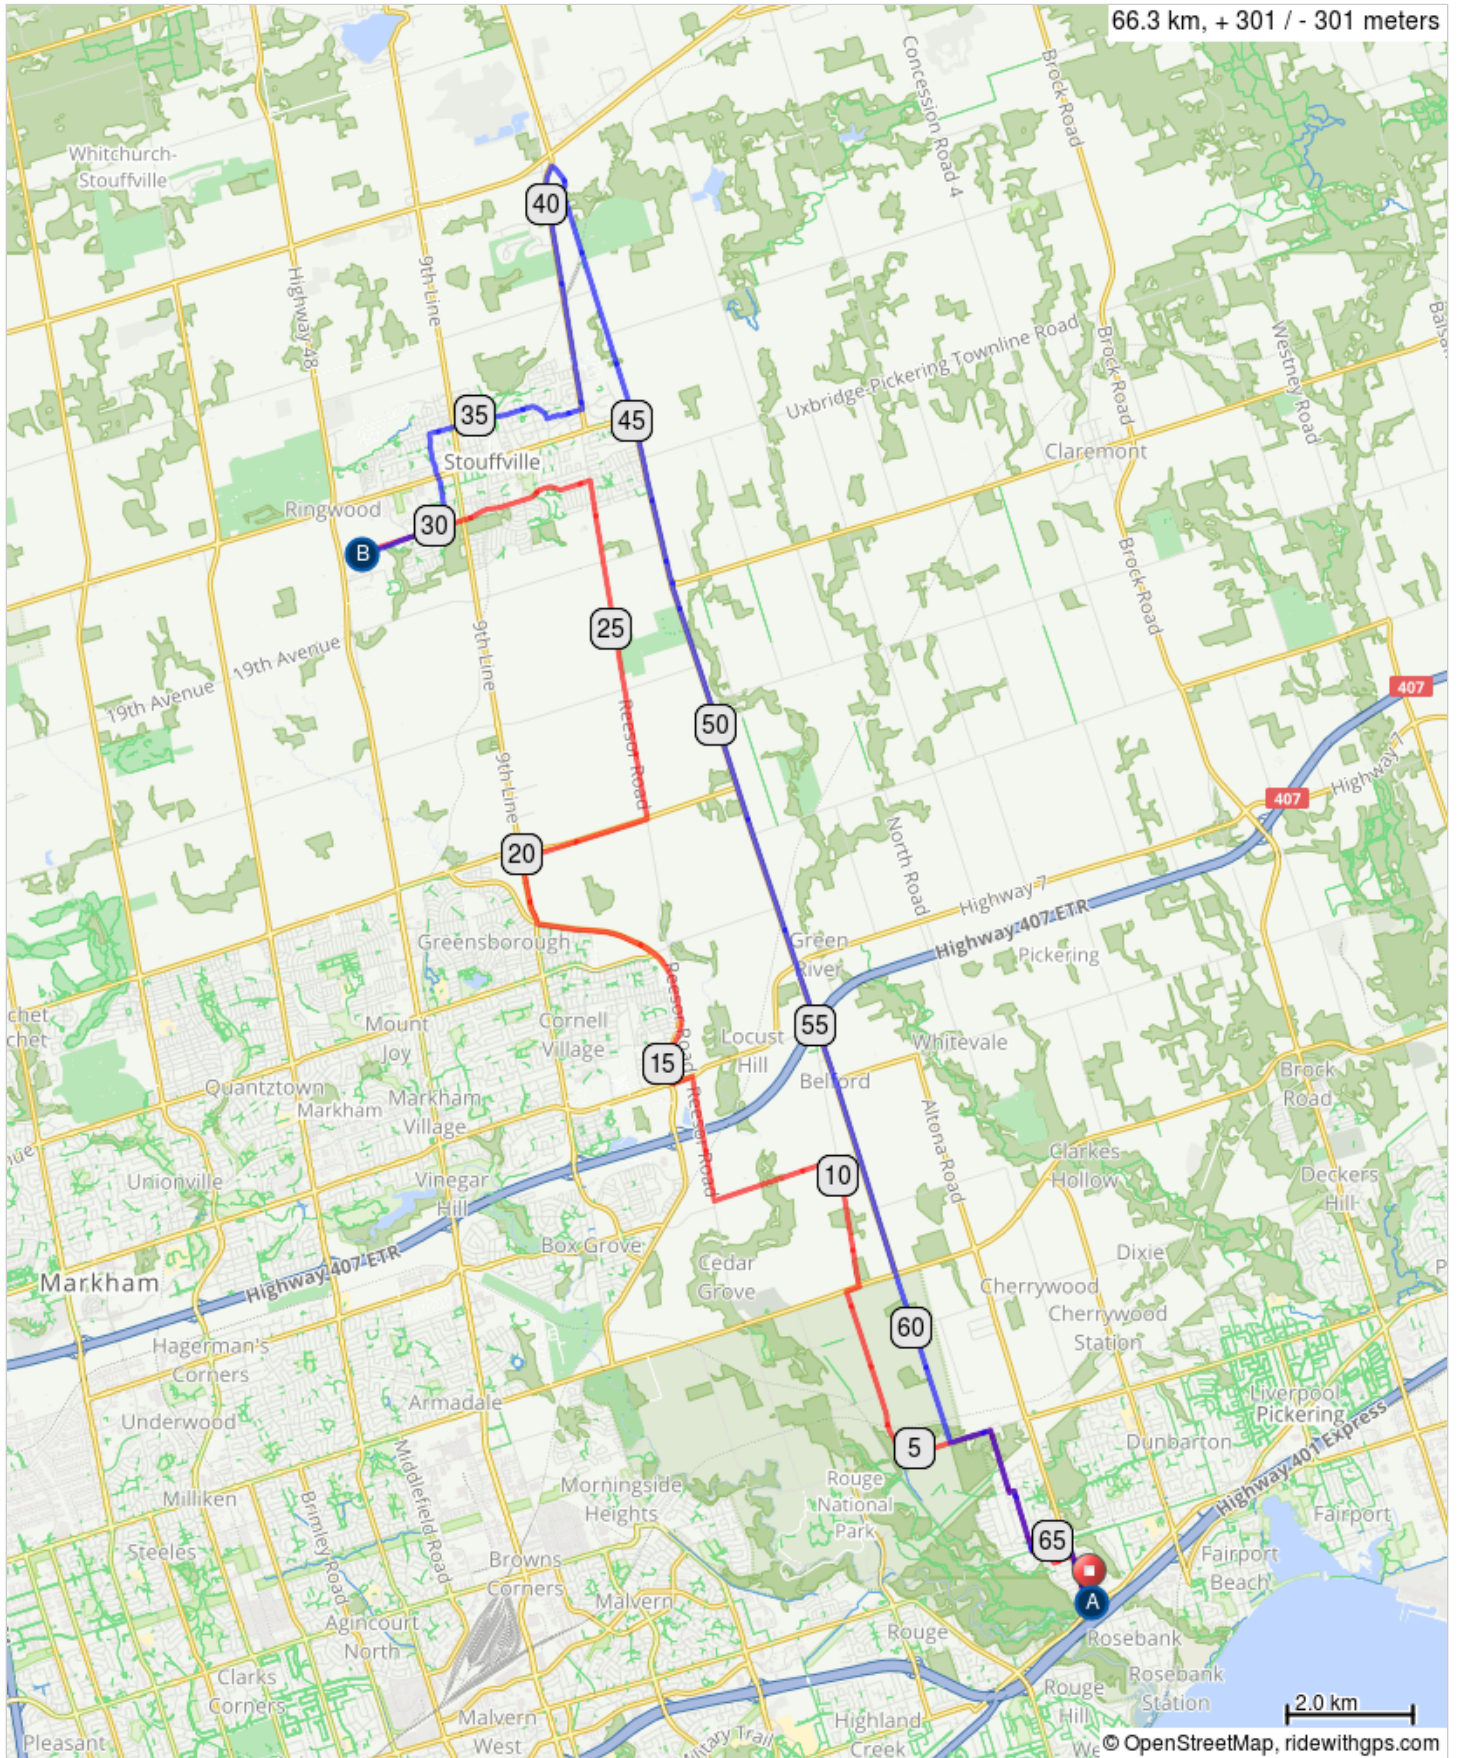 66.3 km, + 301 / - 301 meters
Concession Road 4
Brock Road
Whitchurch-
Stouffville
40
9th Line
Highway 48
Uxbridge-Pickering Townline Road
Brock Road
Westney Road
35
45
Stouffville
Claremont
Ringwood
30
B
Brock Road
25
19th Avenue
19th Avenue
9th Line
407
Reesor Road
50
Highway 7
407
9th Line
20
North Road
Highway 7
Greensborough
Green
River
Highway 407 ETR
Pickering
Reesor Road
chet
chet
Mount
Joy
Cornell
Village
15
Locust
Hill
55
Whitevale
Belford
Brock
Road
Quantztown
Markham
Markham
Village
Reesor Road
Altona Road
nue
Unionville
Vinegar
Hill
10
Clarkes
Hollow
Deckers
Hill
Box Grove
Cedar
Grove
Dixie
P
Markham
Highway 407 ETR
Cherrywood
Cherrywood
Station
60
Hagerman's
Corners
Armadale
Liverpool
Pickering
Underwood
Highway 401 Express
5
Dunbarton
Middlefield Road
Rouge
National
Park
Morningside
Heights
Milliken
Brimley Road
Fairport
Steeles
65
Browns
Corners
Fairport
Beach
A
Malvern
Agincourt
North
Rouge
Rosebank
Clarks
Corners
Rosebank
Station
Rouge
Hill
2.0 km
Malvern
West
Highland
Creek
Military Trail
We
Pleasant
© OpenStreetMap, ridewithgps.com